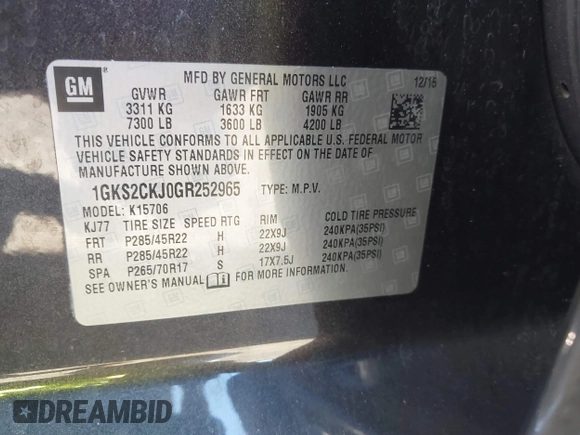 GM
MFD BY GENERAL MOTORS LLC 12/15
GVWR GAWR FRT GAWR RR
3311 KG 1633 KG 1905 KG
7300 LB 3600 LB 4200 LB
THIS VEHICLE CONFORMS TO ALL APPLICABLE U.S. FEDERAL MOTOR
VEHICLE SAFETY STANDARDS IN EFFECT ON THE DATE OF
MANUFACTURE SHOWN ABOVE.
1GKS2CKJ0GR252965 TYPE: M.P.V.
MODEL: K15706
KJ77 TIRE SIZE SPEED RTG RIM COLD TIRE PRESSURE
FRT P285/45R22 H 22X9J 240KPA(35PSI)
RR P285/45R22 H 22X9J 240KPA(35PSI)
SPA P265/70R17 S 17X7.5J 240KPA(35PSI)
SEE OWNER'S MANUAL FOR MORE INFORMATION.
DREAMBID